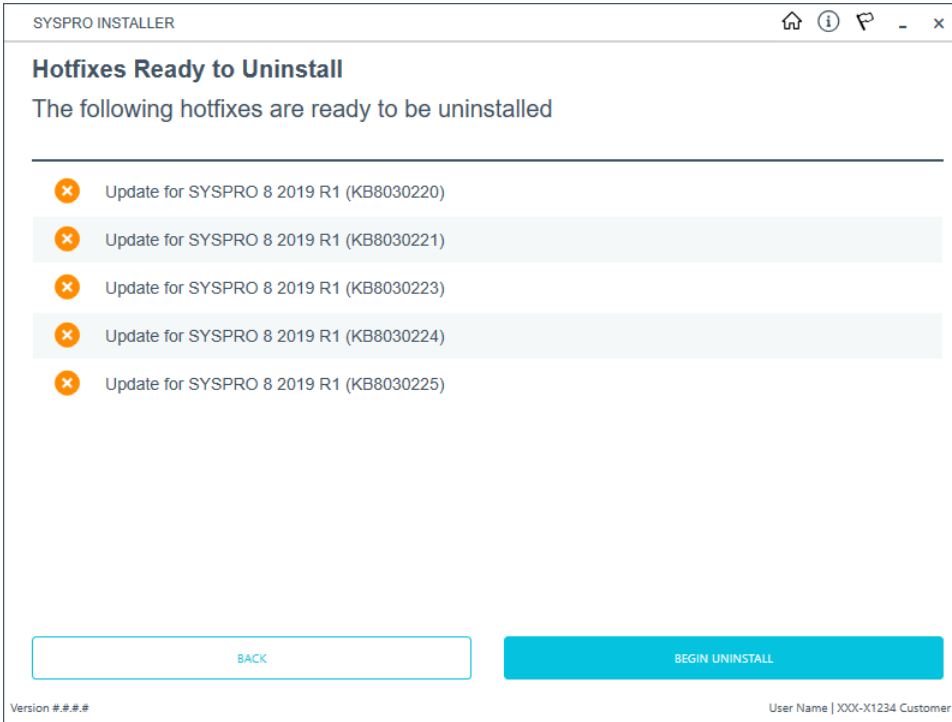 SYSPRO INSTALLER
Hotfixes Ready to Uninstall
The following hotfixes are ready to be uninstalled
Update for SYSPRO 8 2019 R1 (KB8030220)
Update for SYSPRO 8 2019 R1 (KB8030221)
Update for SYSPRO 8 2019 R1 (KB8030223)
Update for SYSPRO 8 2019 R1 (KB8030224)
Update for SYSPRO 8 2019 R1 (KB8030225)
BACK
BEGIN UNINSTALL
Version #.#.#.#
User Name | XXX-X1234 Customer